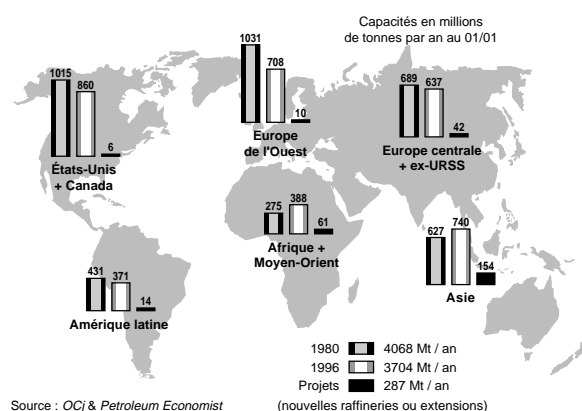 Capacités en millions
de tonnes par an au 01/01
1015
860
6
États-Unis
+ Canada
1031
708
10
Europe
de l'Ouest
689
637
42
Europe centrale
+ ex-URSS
275
388
61
Afrique +
Moyen-Orient
627
740
154
Asie
431
371
14
Amérique latine
1980 4068 Mt / an
1996 3704 Mt / an
Projets 287 Mt / an
(nouvelles raffineries ou extensions)
Source : OCj & Petroleum Economist